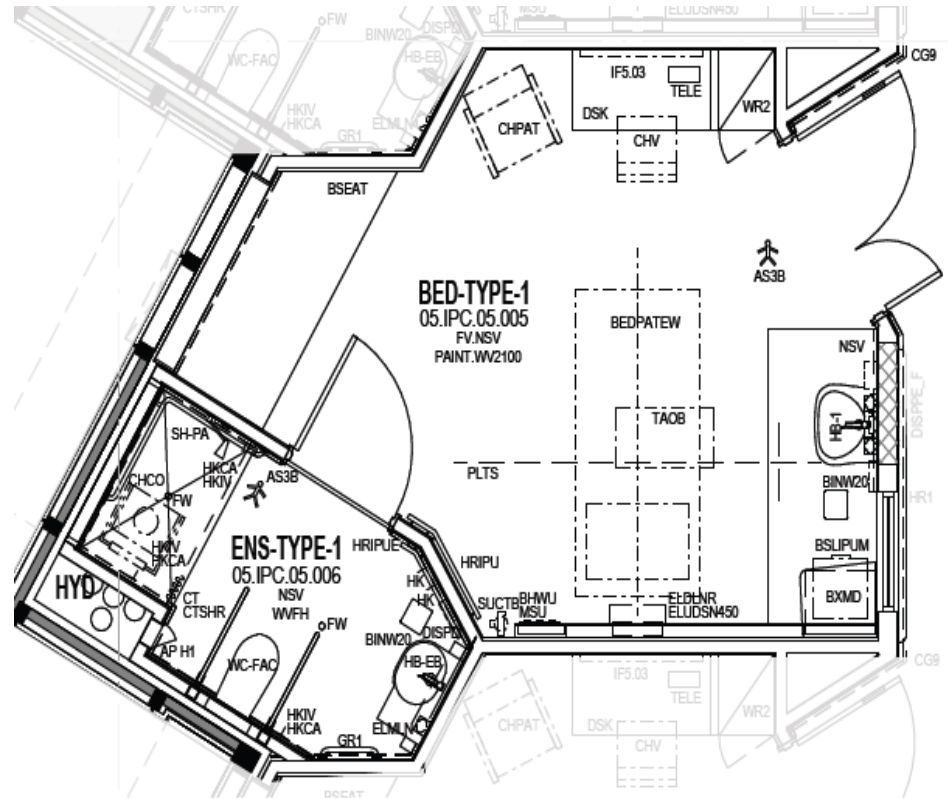 CTSHR
FW
DISPD
BINW20
HB-EB
WC-FAC
HKIV
HKCA
ELMLN
GR1
MSU
ELUDSN450
IF5.03
TELE
DSK
WR2
CG9
CHPAT
CHV
BSEAT
AS3B
BED-TYPE-1
05.IPC.05.005
FV.NSV
PAINT.WV2100
BEDPATEW
NSV
DISPPE_F
TAOB
HB-1
SH-PA
HKCA
HKIV
AS3B
CHCO
FW
PLTS
BINW20
HR1
HKIV
HKCA
HRIPUE
ENS-TYPE-1
05.IPC.05.006
NSV
WVFH
HRIPU
BSLIPUM
HYD
HK
HK
CT
CTSHR
SUCTB
BHWU
MSU
ELDLNR
ELUDSN450
BXMD
FW
BINW20
DISPD
AP H1
WC-FAC
HB-EB
CG9
HKIV
HKCA
ELMLN
GR1
IF5.03
TELE
DSK
WR2
CHPAT
CHV
BSEAT